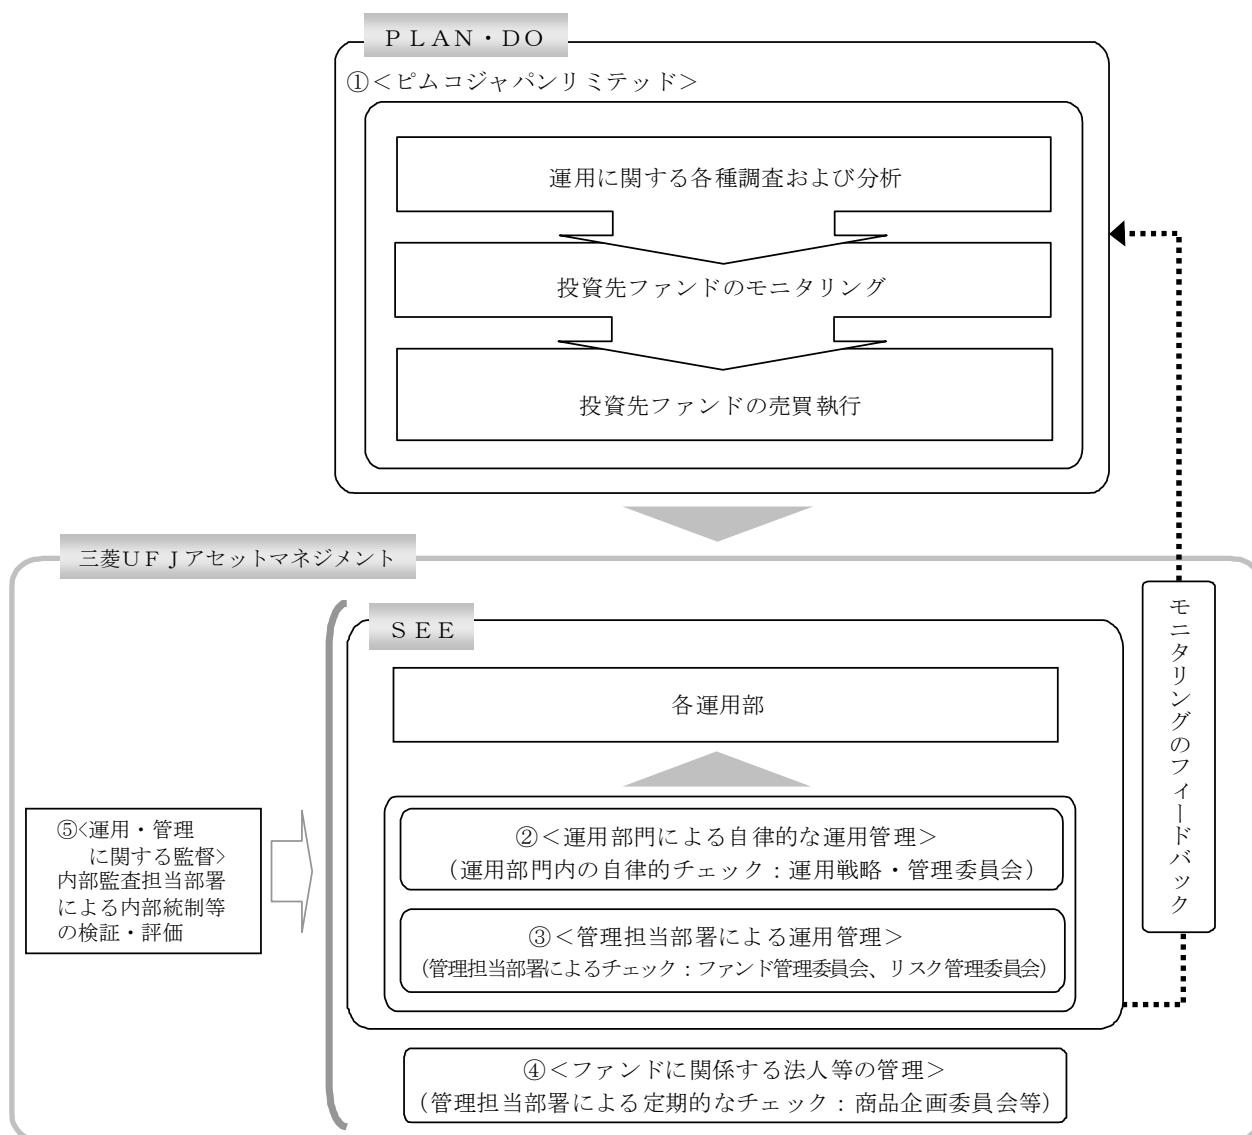 PLAN・DO
①＜ピムコジャパンリミテッド＞
運用に関する各種調査および分析
投資先ファンドのモニタリング
投資先ファンドの売買執行
三菱UFJアセットマネジメント
SEE
各運用部
②＜運用部門による自律的な運用管理＞
（運用部門内の自律的チェック：運用戦略・管理委員会）
③＜管理担当部署による運用管理＞
（管理担当部署によるチェック：ファンド管理委員会、リスク管理委員会）
④＜ファンドに関係する法人等の管理＞
（管理担当部署による定期的なチェック：商品企画委員会等）
⑤<運用・管理
に関する監督>
内部監査担当部署
による内部統制等
の検証・評価
モニタリングのフィードバック